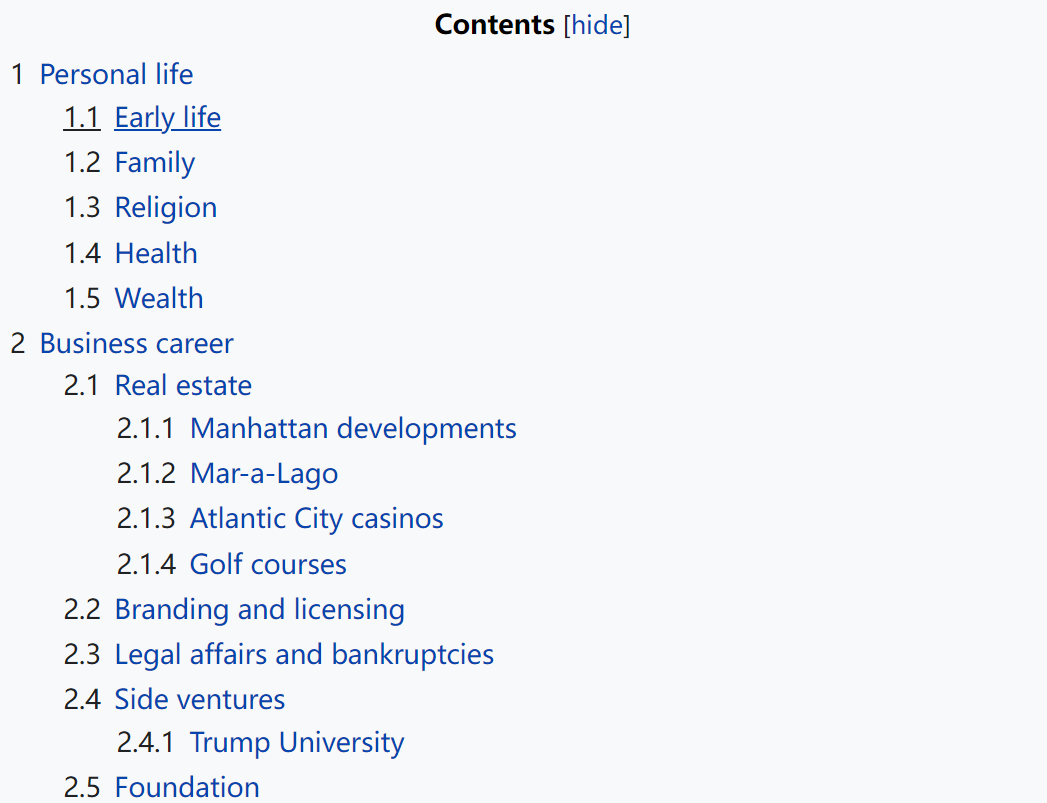 Contents [hide]
1 Personal life
1.1 Early life
1.2 Family
1.3 Religion
1.4 Health
1.5 Wealth
2 Business career
2.1 Real estate
2.1.1 Manhattan developments
2.1.2 Mar-a-Lago
2.1.3 Atlantic City casinos
2.1.4 Golf courses
2.2 Branding and licensing
2.3 Legal affairs and bankruptcies
2.4 Side ventures
2.4.1 Trump University
2.5 Foundation